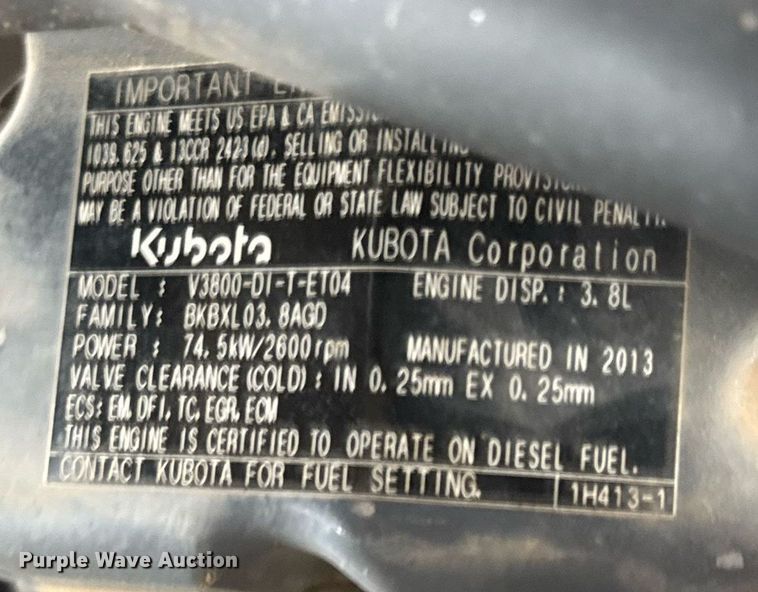 IMPORTANT
THIS ENGINE MEETS US EPA & CA
1039.625 & 13CCR 2423(d). SELLING OR
PURPOSE OTHER THAN FOR THE EQUIPMENT FLEXIBILITY
MAY BE A VIOLATION OF FEDERAL OR STATE LAW SUBJECT TO CIVIL PENALTY.
Kubota KUBOTA Corporation
MODEL : V3800-DI-T-ET04 ENGINE DISP. : 3.8L
FAMILY: BKBXL03.8AGD
POWER : 74.5kW/2600rpm MANUFACTURED IN 2013
VALVE CLEARANCE(COLD) : IN 0.25mm EX 0.25mm
ECS: EM, DFI, TC, EGR, ECM
THIS ENGINE IS CERTIFIED TO OPERATE ON DIESEL FUEL.
CONTACT KUBOTA FOR FUEL SETTING. 1H413-1
Purple Wave Auction